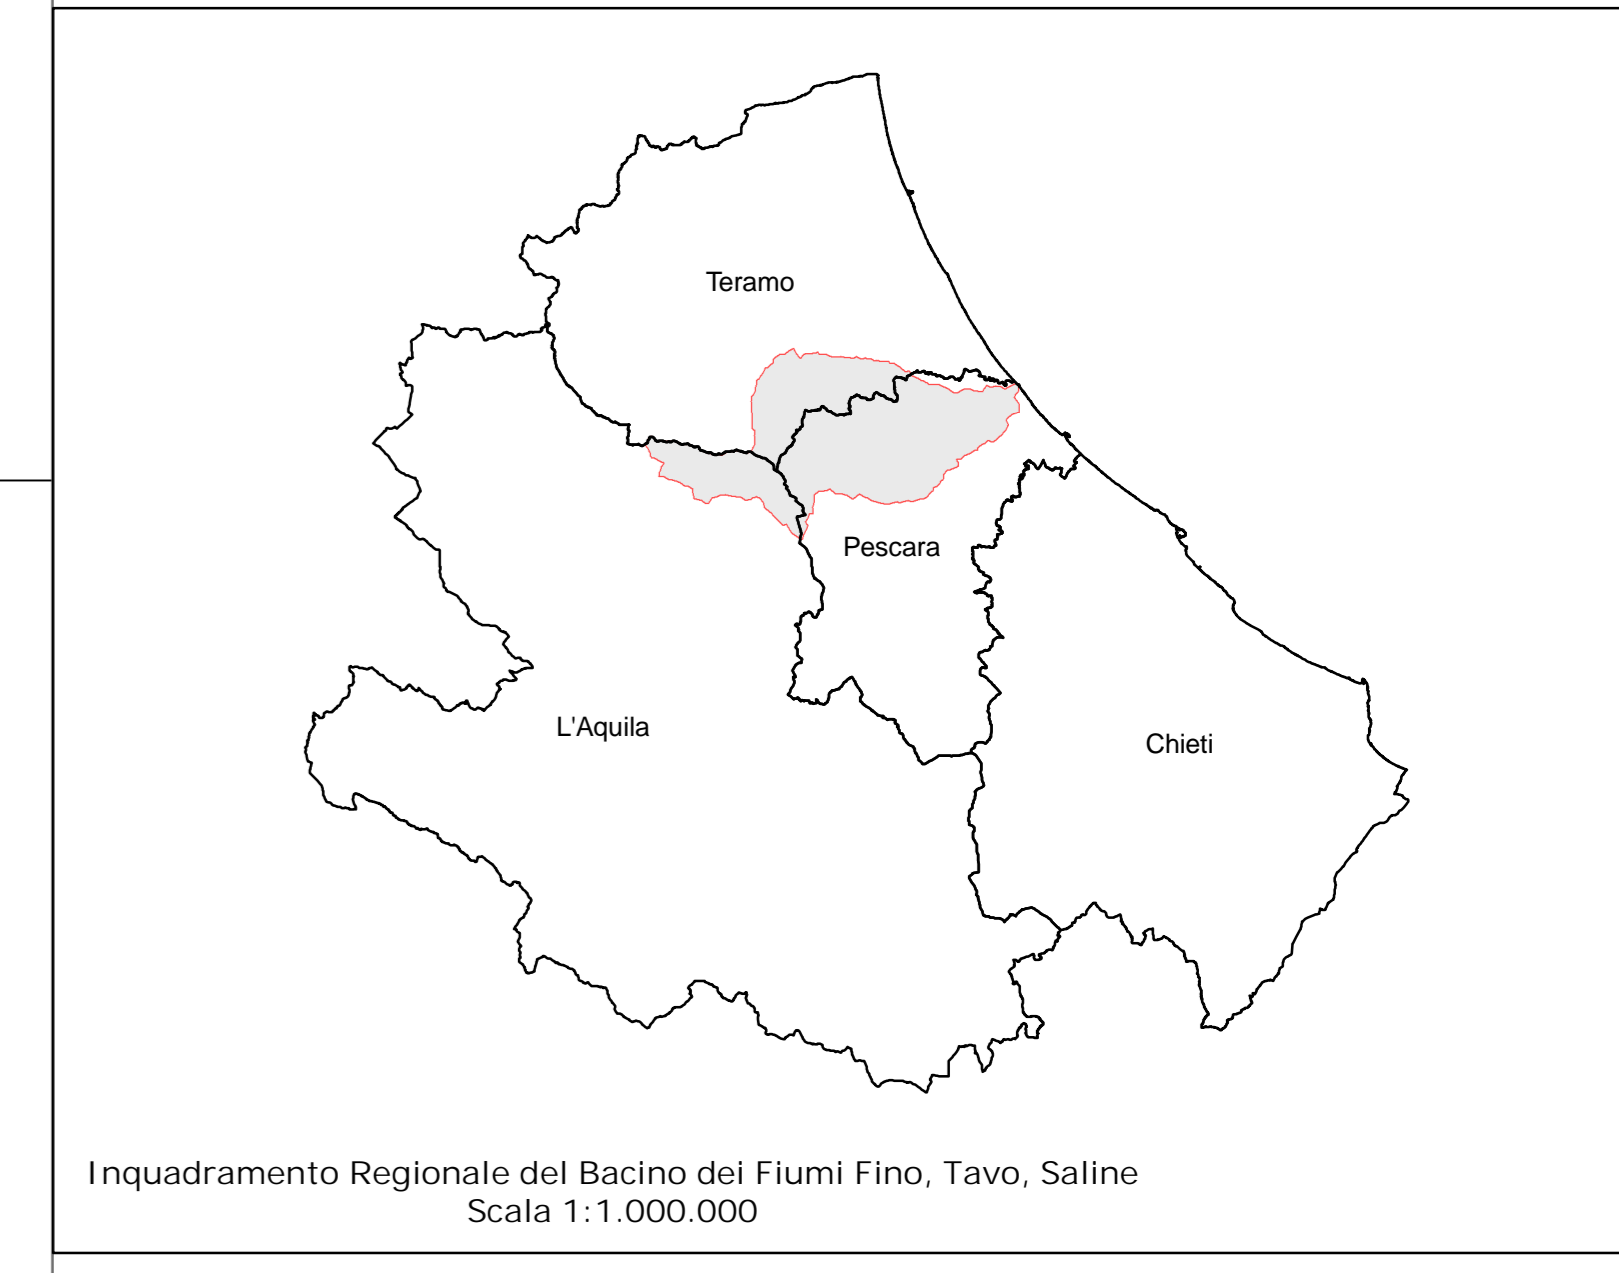 Teramo
Pescara
L'Aquila
Chieti
Inquadramento Regionale del Bacino dei Fiumi Fino, Tavo, Saline
Scala 1:1.000.000